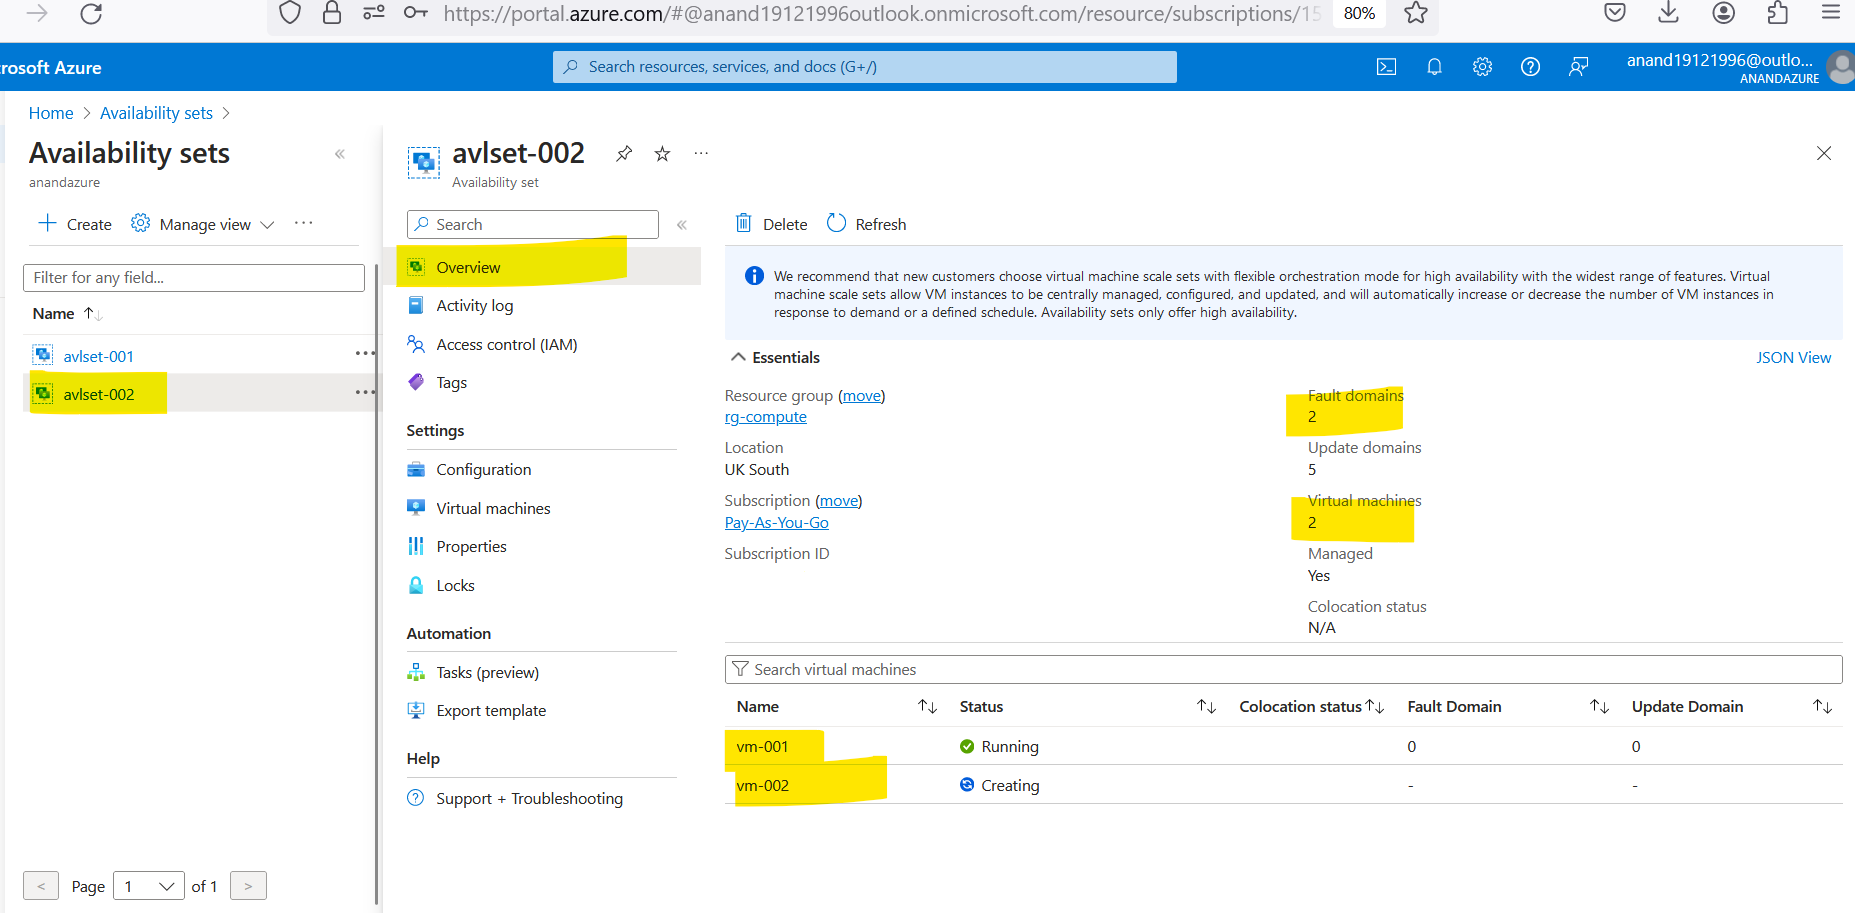 https://portal.azure.com/#@anand19121996outlook.onmicrosoft.com/resource/subscriptions/15
80%
rosoft Azure
Search resources, services, and docs (G+/)
anand19121996@outlo...
ANANDAZURE
Home > Availability sets >
Availability sets
anandazure
Create
Manage view
...
Filter for any field...
Name
avlset-001
...
avlset-002
...
< Page 1 of 1 >
avlset-002
...
Availability set
Search
Overview
Activity log
Access control (IAM)
Tags
Settings
Configuration
Virtual machines
Properties
Locks
Automation
Tasks (preview)
Export template
Help
Support + Troubleshooting
Delete
Refresh
We recommend that new customers choose virtual machine scale sets with flexible orchestration mode for high availability with the widest range of features. Virtual
machine scale sets allow VM instances to be centrally managed, configured, and updated, and will automatically increase or decrease the number of VM instances in
response to demand or a defined schedule. Availability sets only offer high availability.
Essentials
JSON View
Resource group (move)
rg-compute
Location
UK South
Subscription (move)
Pay-As-You-Go
Subscription ID
Fault domains
2
Update domains
5
Virtual machines
2
Managed
Yes
Colocation status
N/A
Search virtual machines
Name Status Colocation status Fault Domain Update Domain
vm-001 Running 0 0
vm-002 Creating - -